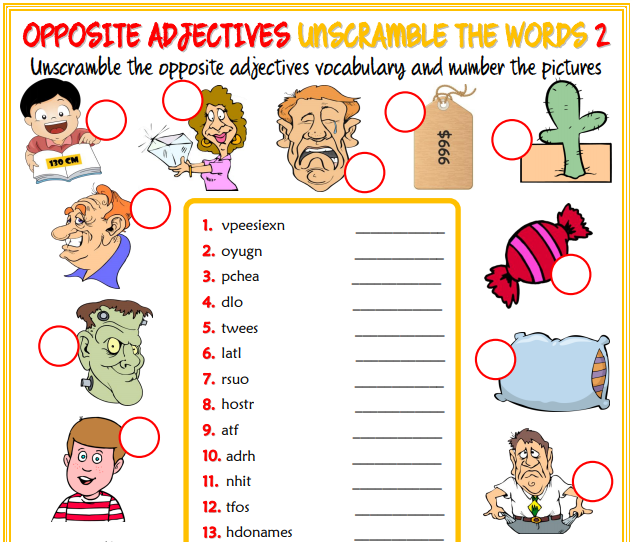 OPPOSITE ADJECTIVES UNSCRAMBLE THE WORDS 2
Unscramble the opposite adjectives vocabulary and number the pictures
130 CM
$666
1. vpeesiexn
2. oyugn
3. pchea
4. dlo
5. twees
6. latl
7. rsuo
8. hostr
9. atf
10. adrh
11. nhit
12. tfos
13. hdonames